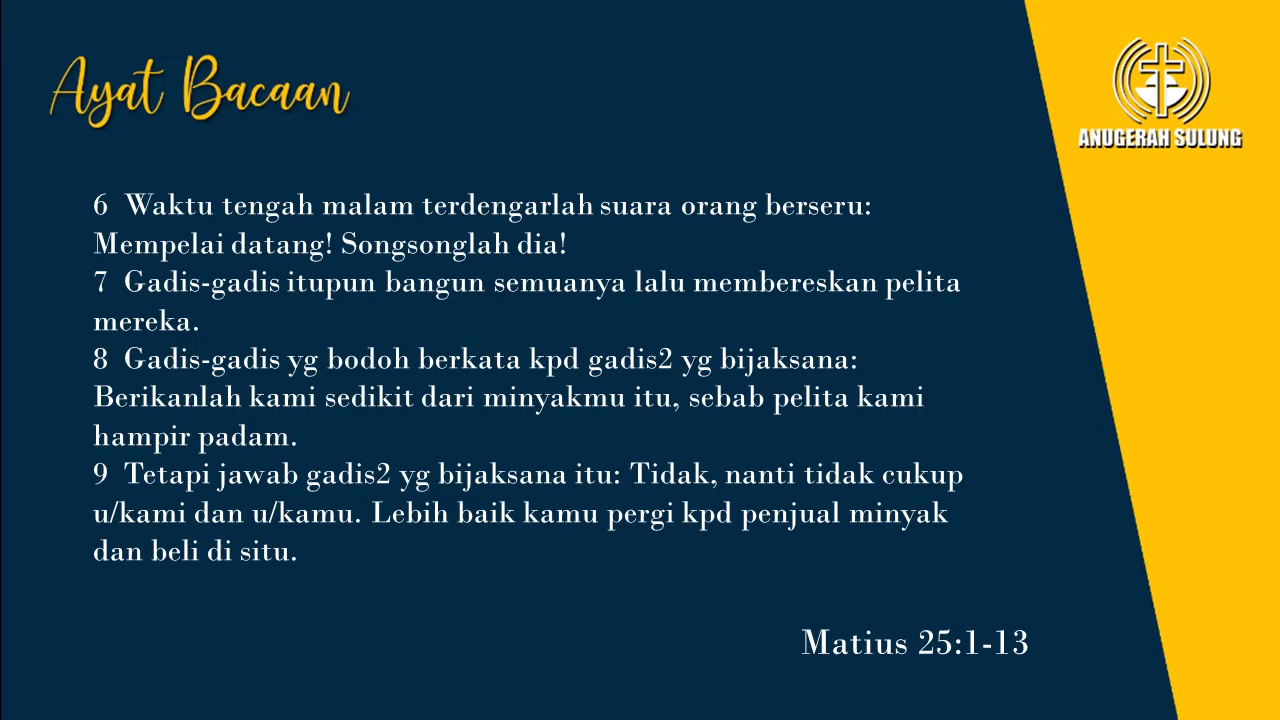 Ayat Bacaan
ANUGERAH SULUNG
6  Waktu tengah malam terdengarlah suara orang berseru:
Mempelai datang! Songsonglah dia!
7  Gadis-gadis itupun bangun semuanya lalu membereskan pelita
mereka.
8  Gadis-gadis yg bodoh berkata kpd gadis2 yg bijaksana:
Berikanlah kami sedikit dari minyakmu itu, sebab pelita kami
hampir padam.
9  Tetapi jawab gadis2 yg bijaksana itu: Tidak, nanti tidak cukup
u/kami dan u/kamu. Lebih baik kamu pergi kpd penjual minyak
dan beli di situ.
Matius 25:1-13